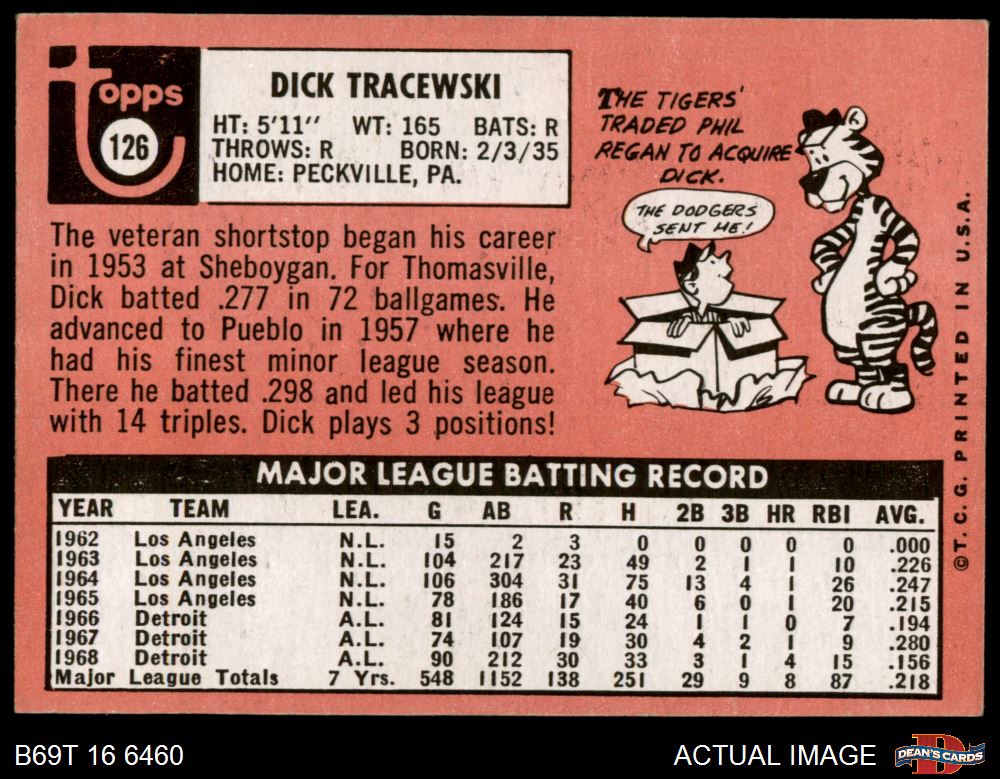 topps
126
DICK TRACEWSKI
HT: 5'11" WT: 165 BATS: R
THROWS: R BORN: 2/3/35
HOME: PECKVILLE, PA.
THE TIGERS'
TRADED PHIL
REGAN TO ACQUIRE
DICK.
THE DODGERS
SENT ME!
The veteran shortstop began his career
in 1953 at Sheboygan. For Thomasville,
Dick batted .277 in 72 ballgames. He
advanced to Pueblo in 1957 where he
had his finest minor league season.
There he batted .298 and led his league
with 14 triples. Dick plays 3 positions!
©T.C.G. PRINTED IN U.S.A.
MAJOR LEAGUE BATTING RECORD
YEAR TEAM LEA. G AB R H 2B 3B HR RBI AVG.
1962 Los Angeles N.L. 15 2 3 0 0 0 0 0 .000
1963 Los Angeles N.L. 104 217 23 49 2 1 1 10 .226
1964 Los Angeles N.L. 106 304 31 75 13 4 1 26 .247
1965 Los Angeles N.L. 78 186 17 40 6 0 1 20 .215
1966 Detroit A.L. 81 124 15 24 1 1 0 7 .194
1967 Detroit A.L. 74 107 19 30 4 2 1 9 .280
1968 Detroit A.L. 90 212 30 33 3 1 4 15 .156
Major League Totals 7 Yrs. 548 1152 138 251 29 9 8 87 .218
B69T 16 6460
ACTUAL IMAGE
DEAN'S CARDS